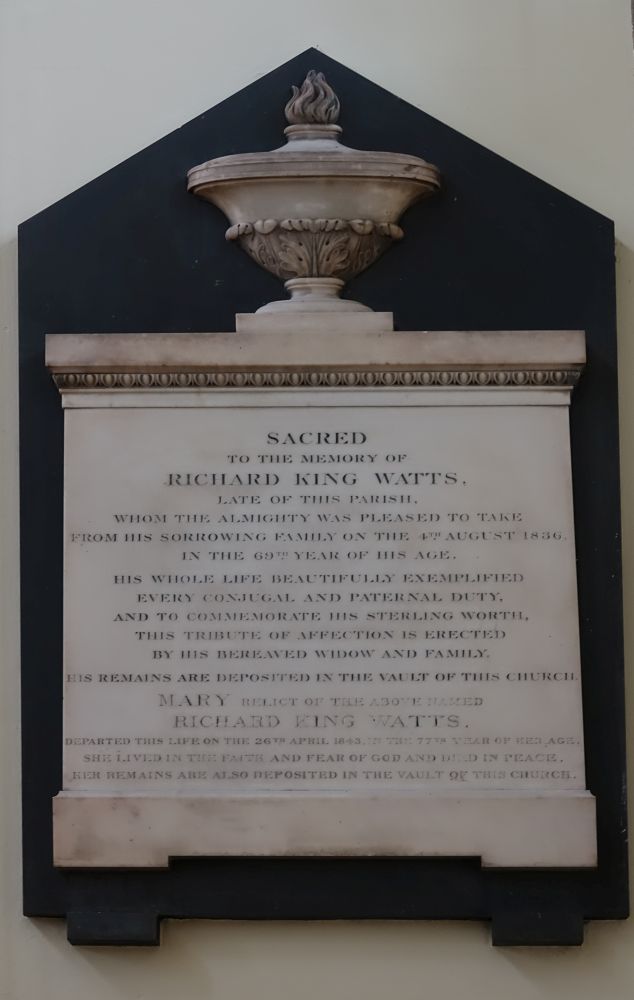 SACRED
TO THE MEMORY OF
RICHARD KING WATTS,
LATE OF THIS PARISH,
WHOM THE ALMIGHTY WAS PLEASED TO TAKE
FROM HIS SORROWING FAMILY ON THE 4TH AUGUST 1836,
IN THE 69TH YEAR OF HIS AGE.
HIS WHOLE LIFE BEAUTIFULLY EXEMPLIFIED
EVERY CONJUGAL AND PATERNAL DUTY,
AND TO COMMEMORATE HIS STERLING WORTH,
THIS TRIBUTE OF AFFECTION IS ERECTED
BY HIS BEREAVED WIDOW AND FAMILY.
HIS REMAINS ARE DEPOSITED IN THE VAULT OF THIS CHURCH.
MARY RELICT OF THE ABOVE NAMED
RICHARD KING WATTS,
DEPARTED THIS LIFE ON THE 26TH APRIL 1843, IN THE 77TH YEAR OF HER AGE,
SHE LIVED IN THE FAITH AND FEAR OF GOD AND DIED IN PEACE,
HER REMAINS ARE ALSO DEPOSITED IN THE VAULT OF THIS CHURCH.